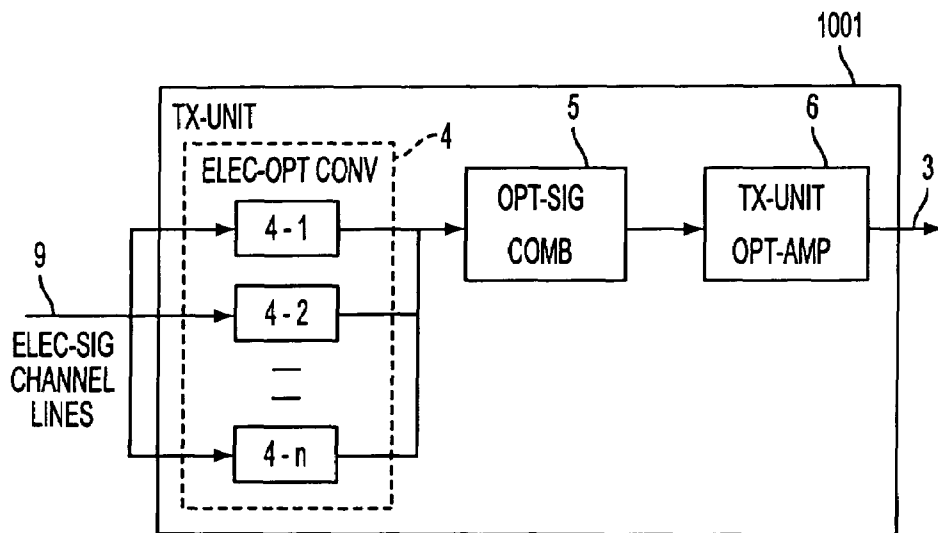 1001
TX-UNIT
4
5
6
3
ELEC-OPT CONV
4-1
OPT-SIG
COMB
TX-UNIT
OPT-AMP
9
4-2
ELEC-SIG
CHANNEL
LINES
4-n